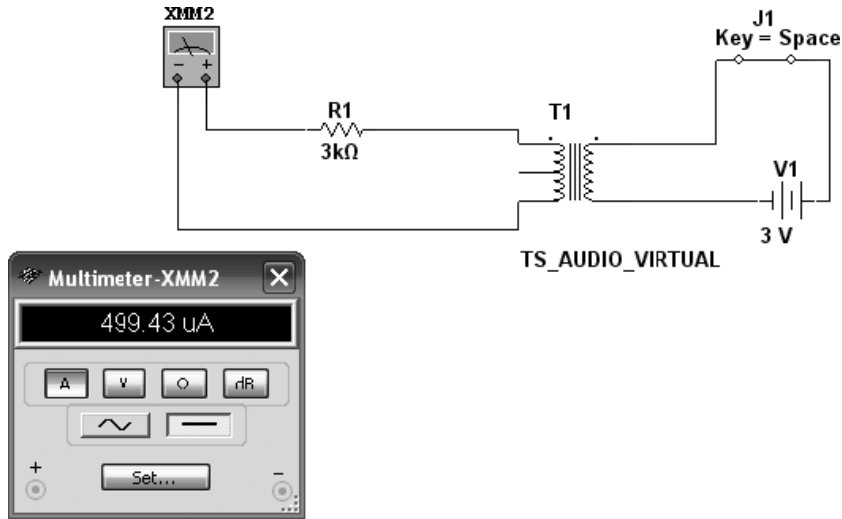 XMM2
J1
Key = Space
R1
3kΩ
T1
V1
3 V
TS_AUDIO_VIRTUAL
Multimeter-XMM2
499.43 uA
A V O dB
+ Set... −